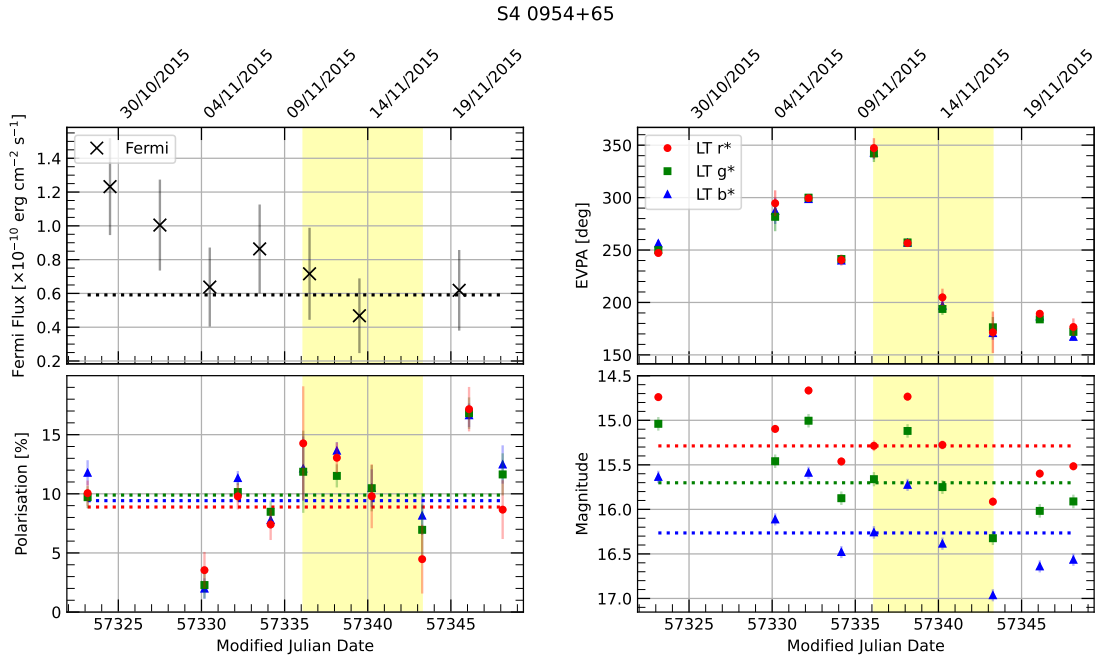 S4 0954+65
30/10/2015 04/11/2015 09/11/2015 14/11/2015 19/11/2015
30/10/2015 04/11/2015 09/11/2015 14/11/2015 19/11/2015
Fermi Flux [×10⁻¹⁰ erg cm⁻² s⁻¹]
Fermi
1.4
1.2
1.0
0.8
0.6
0.4
0.2
EVPA [deg]
LT r*
LT g*
LT b*
350
300
250
200
150
Polarisation [%]
15
10
5
0
57325 57330 57335 57340 57345
Modified Julian Date
Magnitude
14.5
15.0
15.5
16.0
16.5
17.0
57325 57330 57335 57340 57345
Modified Julian Date